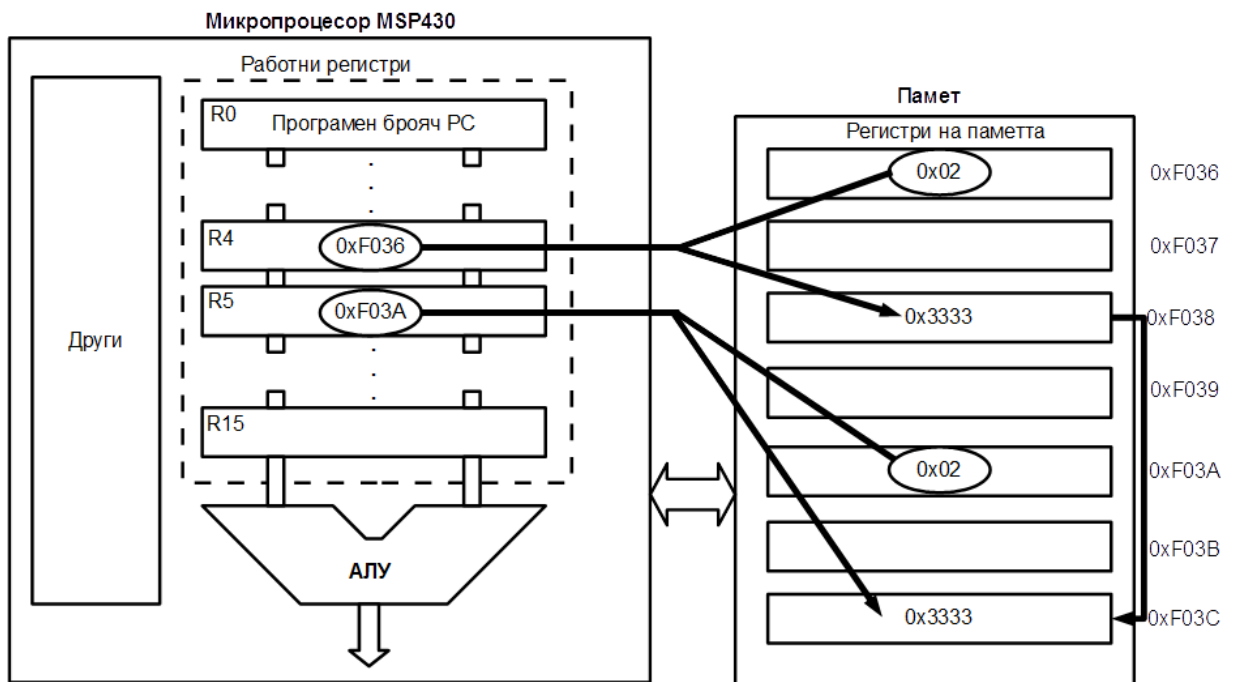 Микропроцесор MSP430
Работни регистри
R0
Програмен брояч PC
R4
0xF036
R5
0xF03A
Други
R15
АЛУ
Памет
Регистри на паметта
0x02
0xF036
0xF037
0x3333
0xF038
0xF039
0x02
0xF03A
0xF03B
0x3333
0xF03C